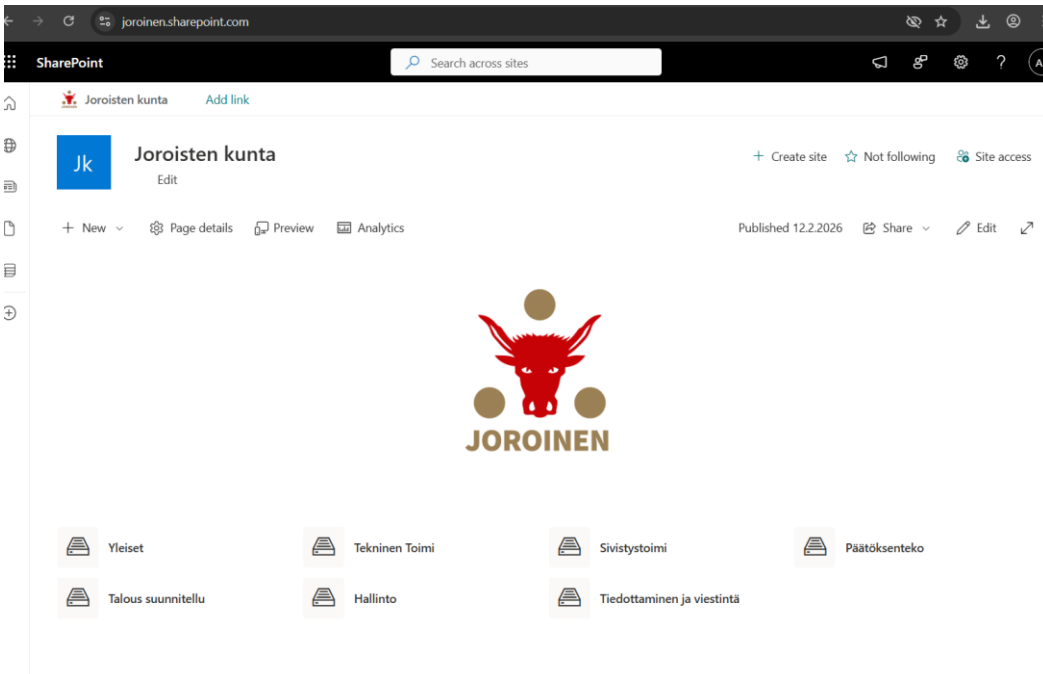 joroinen.sharepoint.com
SharePoint Search across sites ?
Joroisten kunta Add link
Jk Joroisten kunta
Edit
Create site Not following Site access
New Page details Preview Analytics Published 12.2.2026 Share Edit
JOROINEN
Yleiset Tekninen Toimi Sivistystoimi Päätöksenteko
Talous suunnitellu Hallinto Tiedottaminen ja viestintä